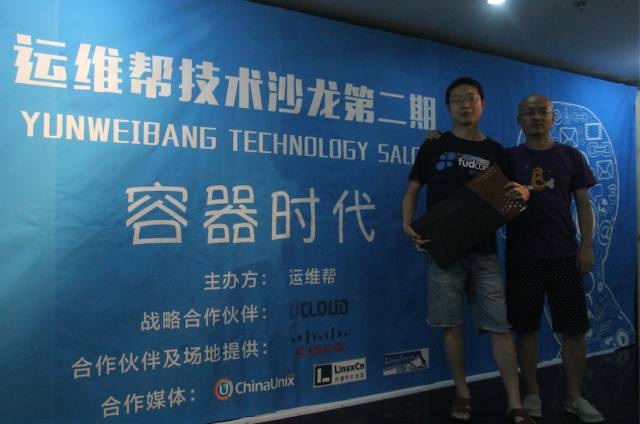 运维帮技术沙龙第二期
YUNWEIBANG TECHNOLOGY SALO
容器时代
主办方： 运维帮
战略合作伙伴： UCLOUD
合作伙伴及场地提供： CISCO
合作媒体： ChinaUnix LinuxCn
fudcon